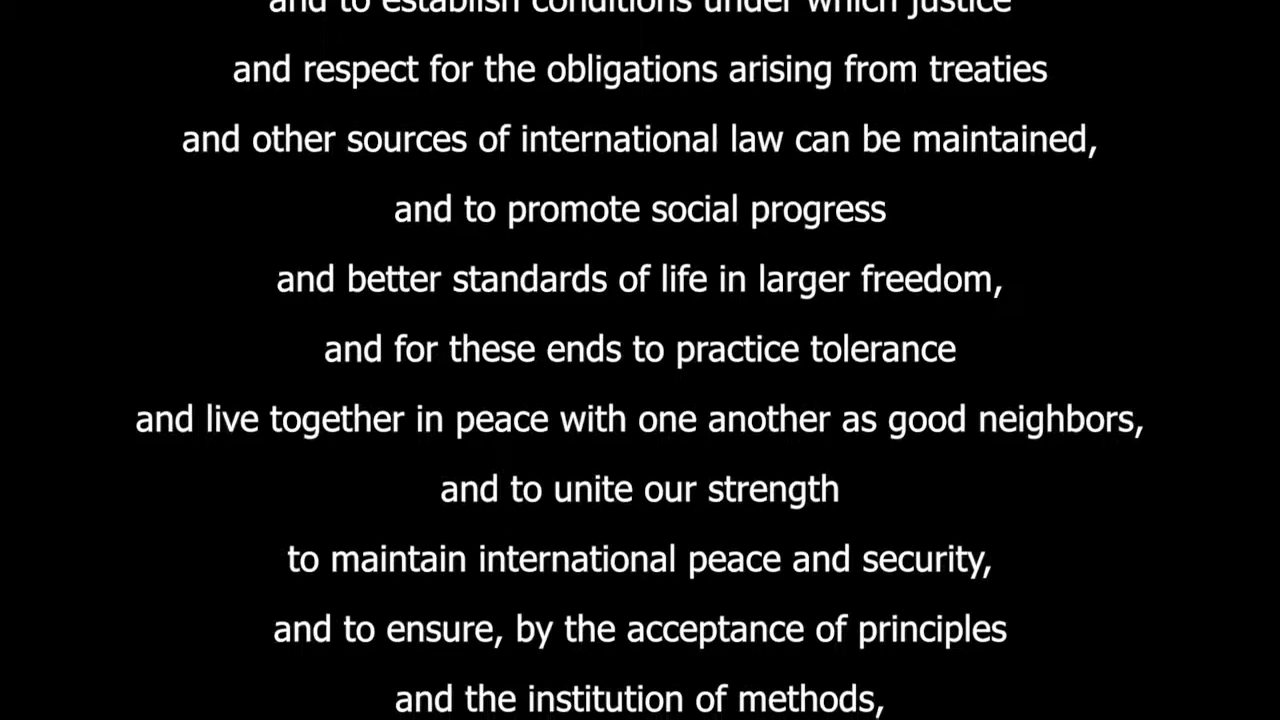 and to establish conditions under which justice
and respect for the obligations arising from treaties
and other sources of international law can be maintained,
and to promote social progress
and better standards of life in larger freedom,
and for these ends to practice tolerance
and live together in peace with one another as good neighbors,
and to unite our strength
to maintain international peace and security,
and to ensure, by the acceptance of principles
and the institution of methods,